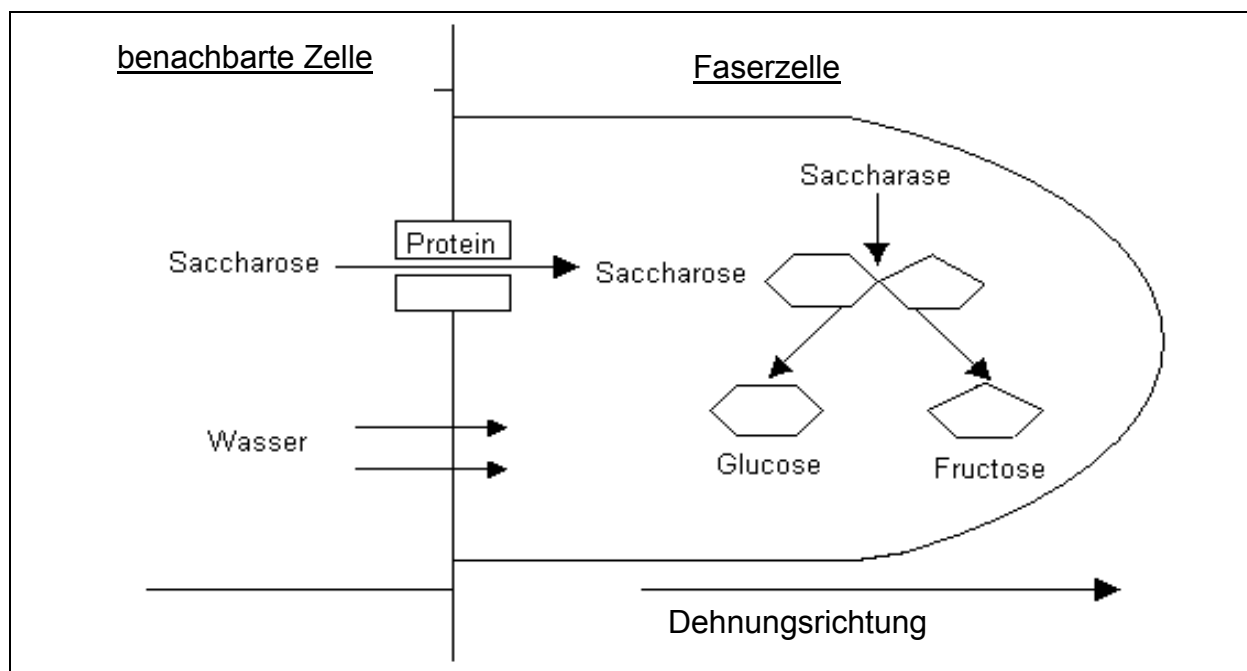 benachbarte Zelle
Faserzelle
Saccharase
Protein
Saccharose
Saccharose
Wasser
Glucose
Fructose
Dehnungsrichtung